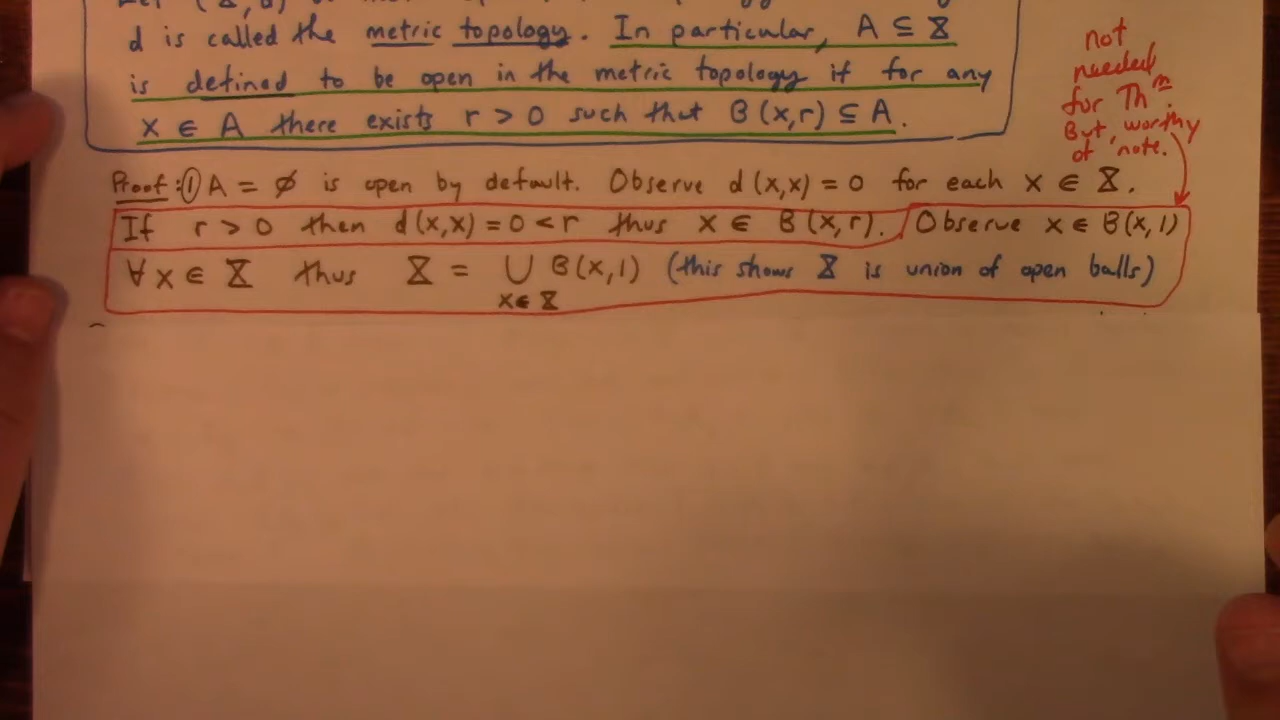 d is called the metric topology. In particular, A ⊆ X
is defined to be open in the metric topology if for any
x ∈ A there exists r > 0 such that B(x,r) ⊆ A.
not
needed
for Thᵐ
But, worthy
of note.
Proof: ① A = ∅ is open by default. Observe d(x,x) = 0 for each x ∈ X.
If r > 0 then d(x,x) = 0 < r thus x ∈ B(x,r). Observe x ∈ B(x,1)
∀ x ∈ X thus X = ∪ B(x,1) (this shows X is union of open balls)
x ∈ X